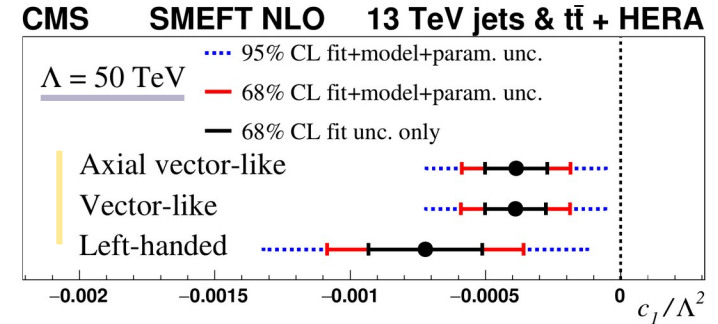 CMS SMEFT NLO 13 TeV jets & tt̄ + HERA
95% CL fit+model+param. unc.
Λ = 50 TeV
68% CL fit+model+param. unc.
68% CL fit unc. only
Axial vector-like
Vector-like
Left-handed
−0.002 −0.0015 −0.001 −0.0005 0
c₁/Λ²